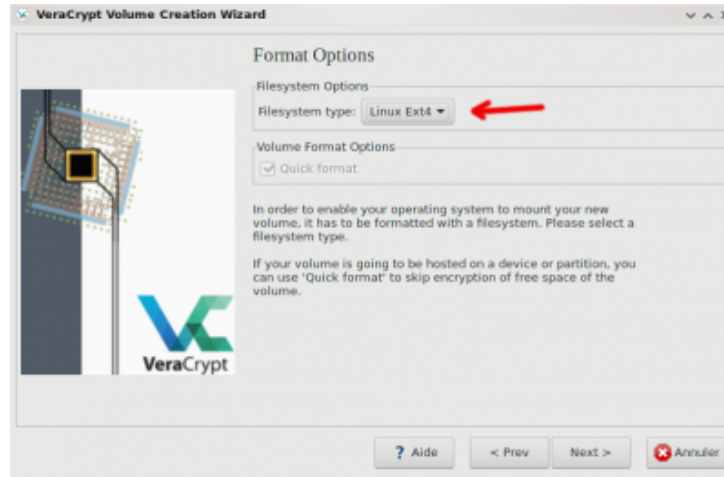 VeraCrypt Volume Creation Wizard
Format Options
Filesystem Options
Filesystem type: Linux Ext4
Volume Format Options
Quick format
In order to enable your operating system to mount your new
volume, it has to be formatted with a filesystem. Please select a
filesystem type.
If your volume is going to be hosted on a device or partition, you
can use 'Quick format' to skip encryption of free space of the
volume.
VeraCrypt
? Aide
< Prev
Next >
Annuler